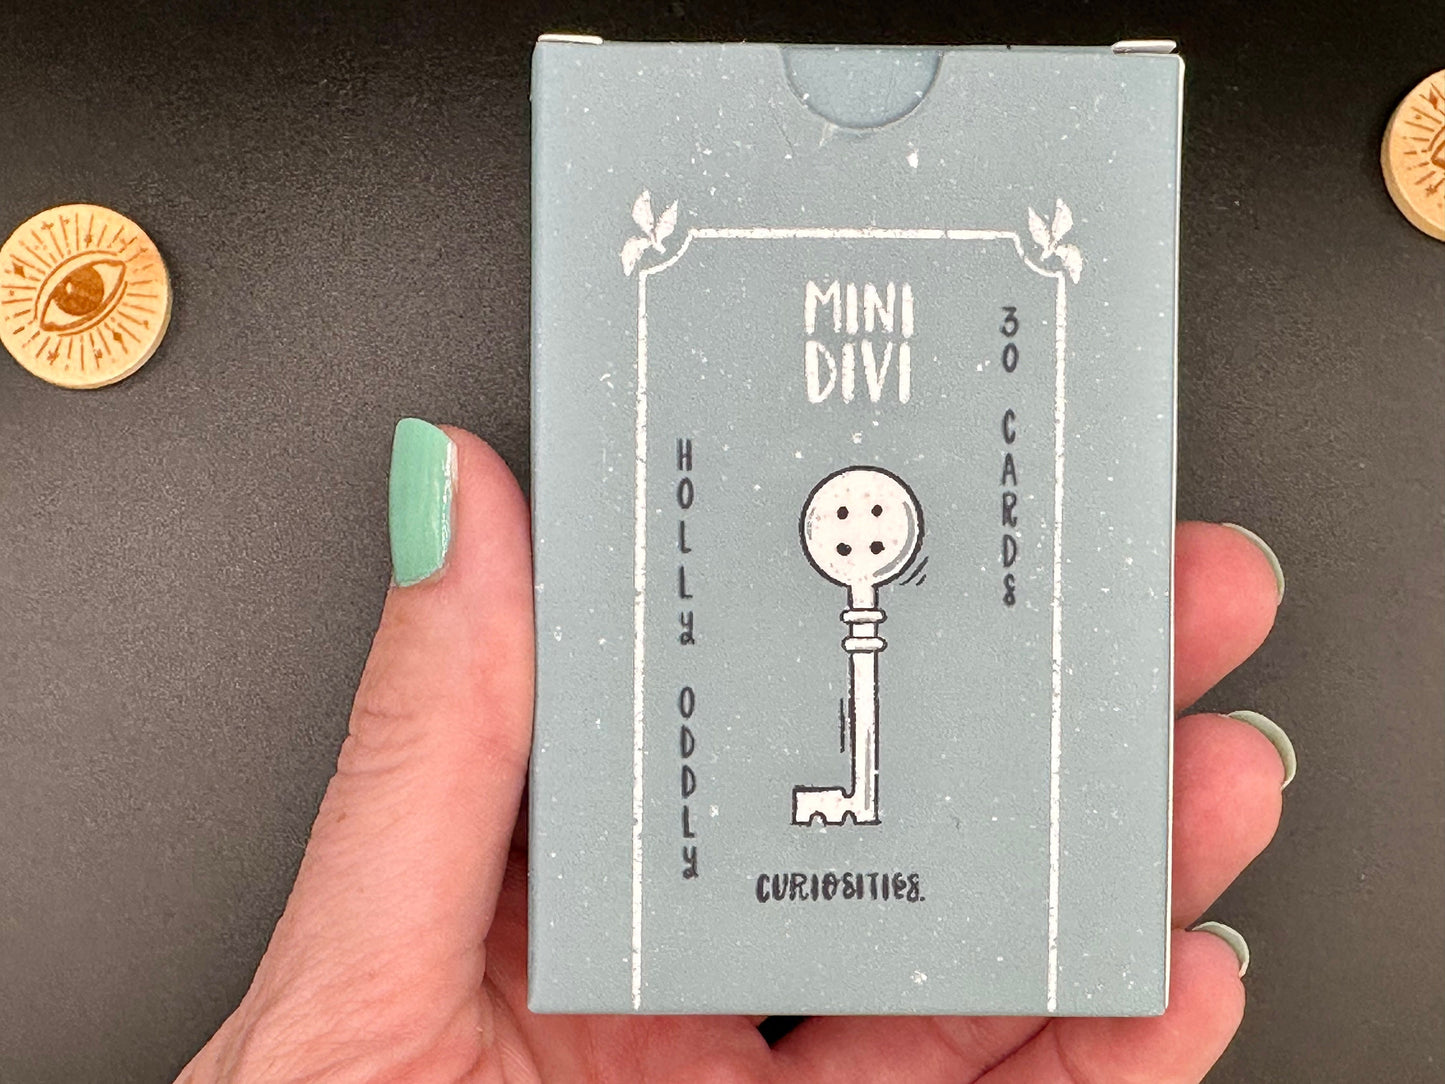 MINI
DIVI
30 CARDS
HOLLY ODDLY
CURIOSITIES.